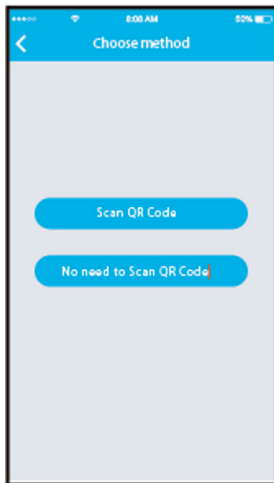 8:08 AM 50%
Choose method
Scan QR Code
No need to Scan QR Code